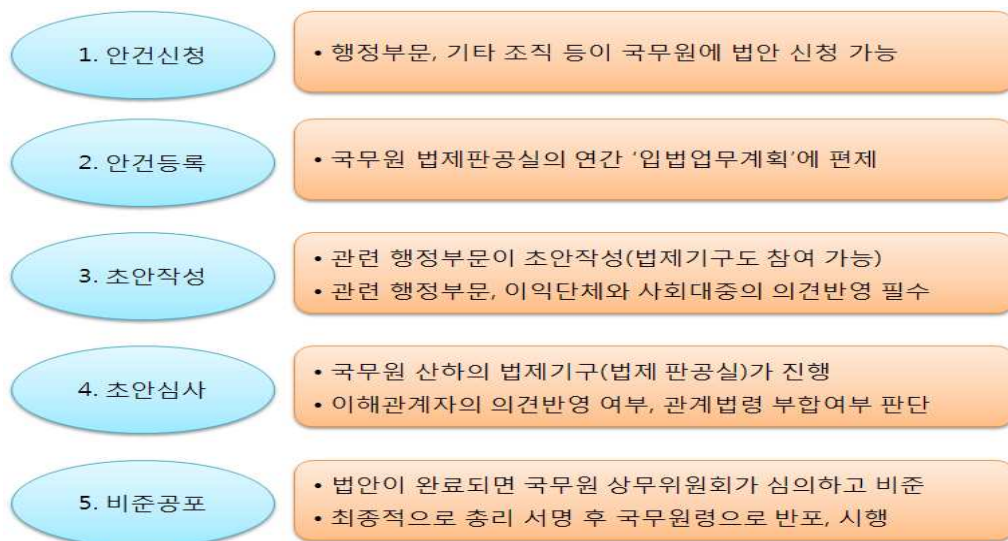 1. 안건신청
• 행정부문, 기타 조직 등이 국무원에 법안 신청 가능
2. 안건등록
• 국무원 법제판공실의 연간 ‘입법업무계획’에 편제
3. 초안작성
• 관련 행정부문이 초안작성(법제기구도 참여 가능)
• 관련 행정부문, 이익단체와 사회대중의 의견반영 필수
4. 초안심사
• 국무원 산하의 법제기구(법제 판공실)가 진행
• 이해관계자의 의견반영 여부, 관계법령 부합여부 판단
5. 비준공포
• 법안이 완료되면 국무원 상무위원회가 심의하고 비준
• 최종적으로 총리 서명 후 국무원령으로 반포, 시행